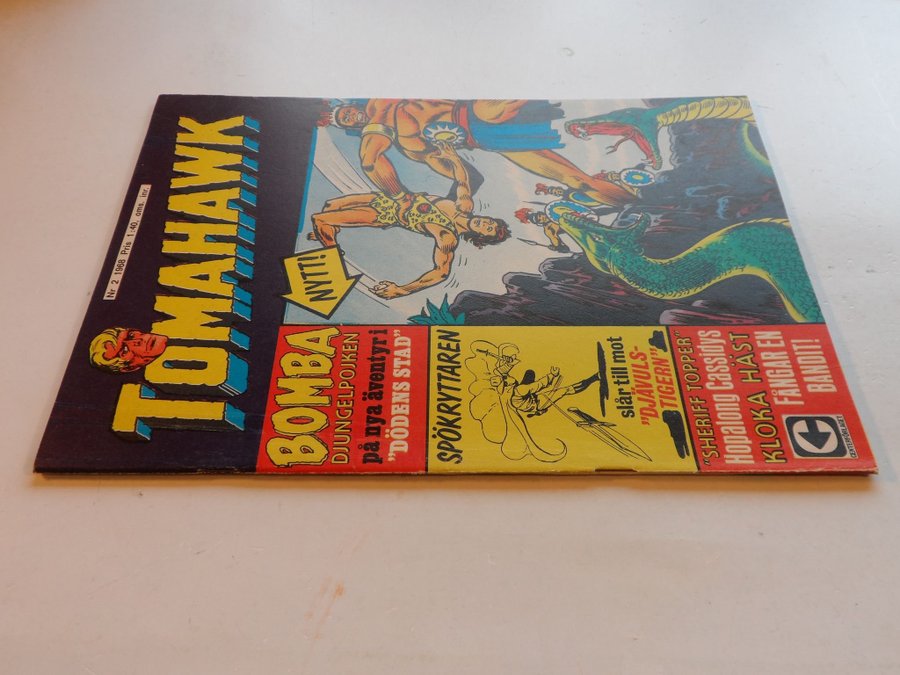 Nr 2 1968 Pris 1:40, oms. inr.
TOMAHAWK
NYTT!
BOMBA
DJUNGELPOJKEN
på nya äventyr i
"DÖDENS STAD"
SPÖKRYTTAREN
slår till mot
"DJÄVULS-
TIGERN"
"SHERIFF TOPPER"
Hopalong Cassidys
KLOKA HÄST
FÅNGAR EN
BANDIT!
C